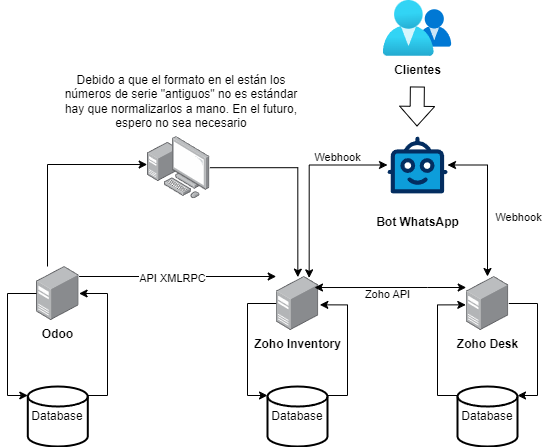 Clientes
Debido a que el formato en el están los
números de serie "antiguos" no es estándar
hay que normalizarlos a mano. En el futuro,
espero no sea necesario
Webhook
Bot WhatsApp
Webhook
API XMLRPC
Zoho API
Odoo
Zoho Inventory
Zoho Desk
Database
Database
Database